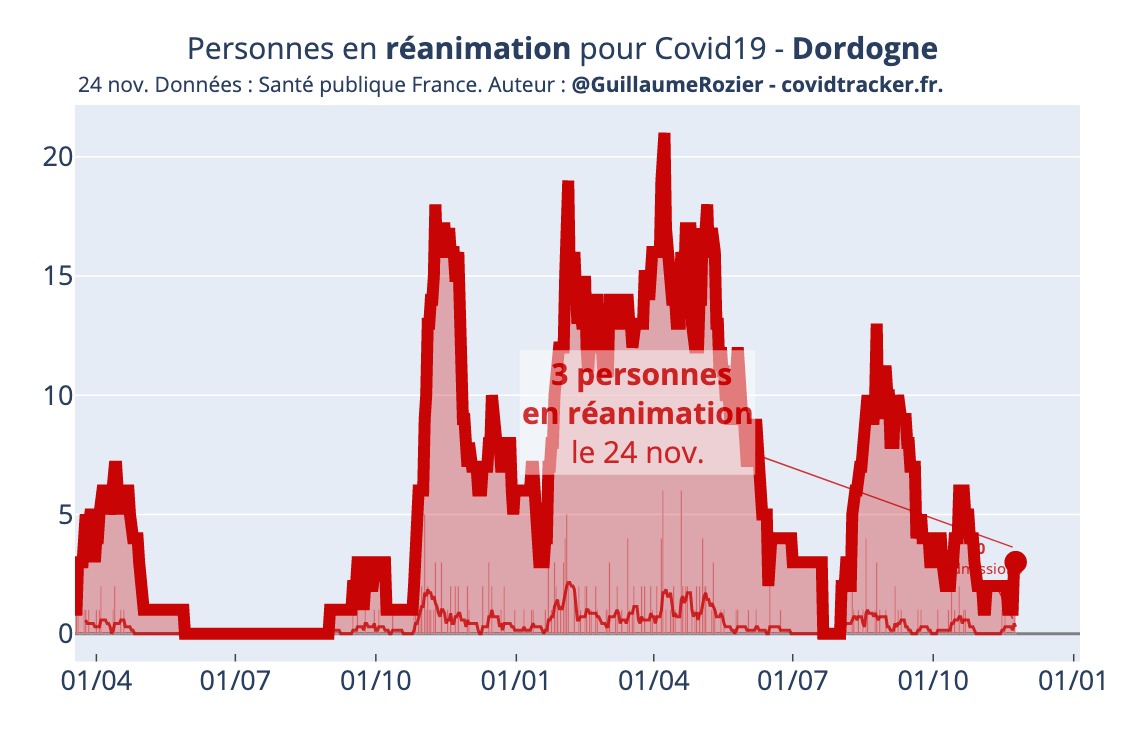 Personnes en réanimation pour Covid19 - Dordogne
24 nov. Données : Santé publique France. Auteur : @GuillaumeRozier - covidtracker.fr.
20
15
10
5
0
3 personnes
en réanimation
le 24 nov.
0
01/04
01/07
01/10
01/01
01/04
01/07
01/10
01/01